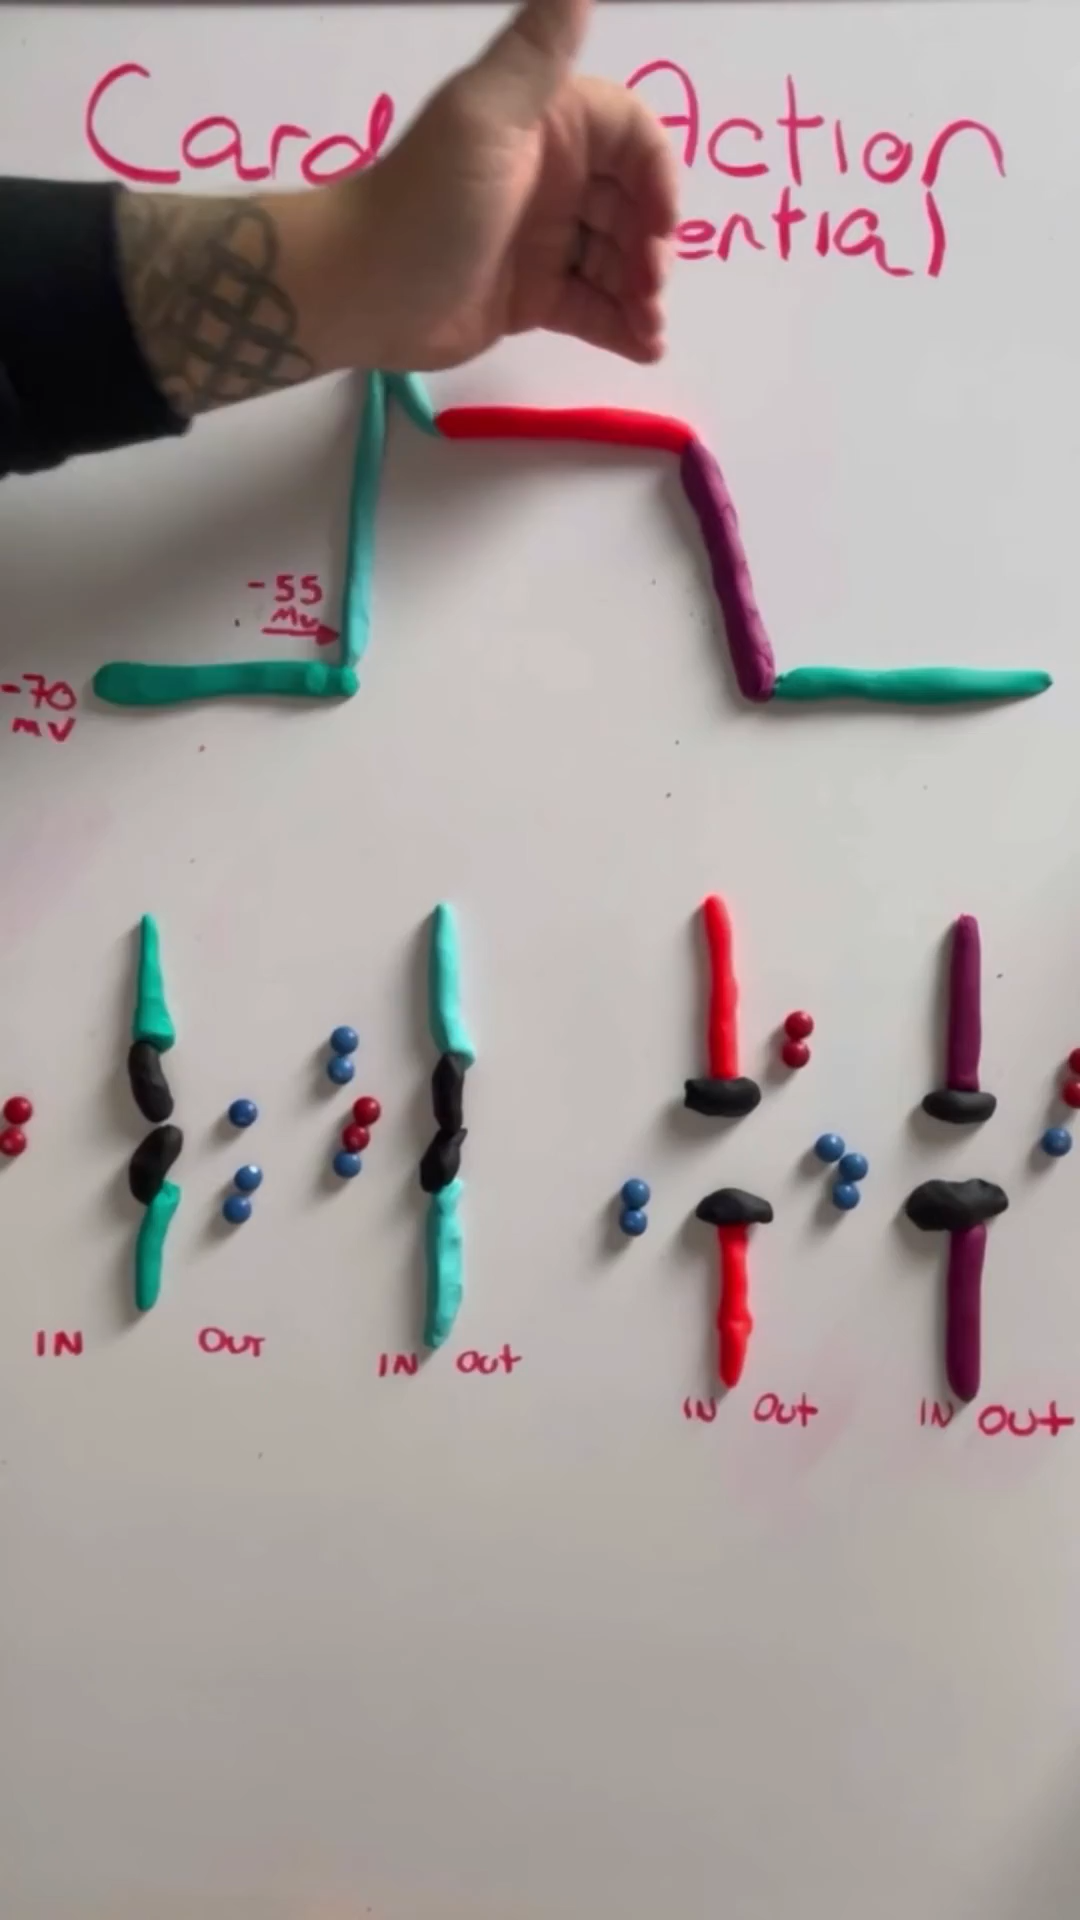 Card Action
ential
-55
Mv
-70
mV
IN OUT
IN Out
IN Out
IN OUt